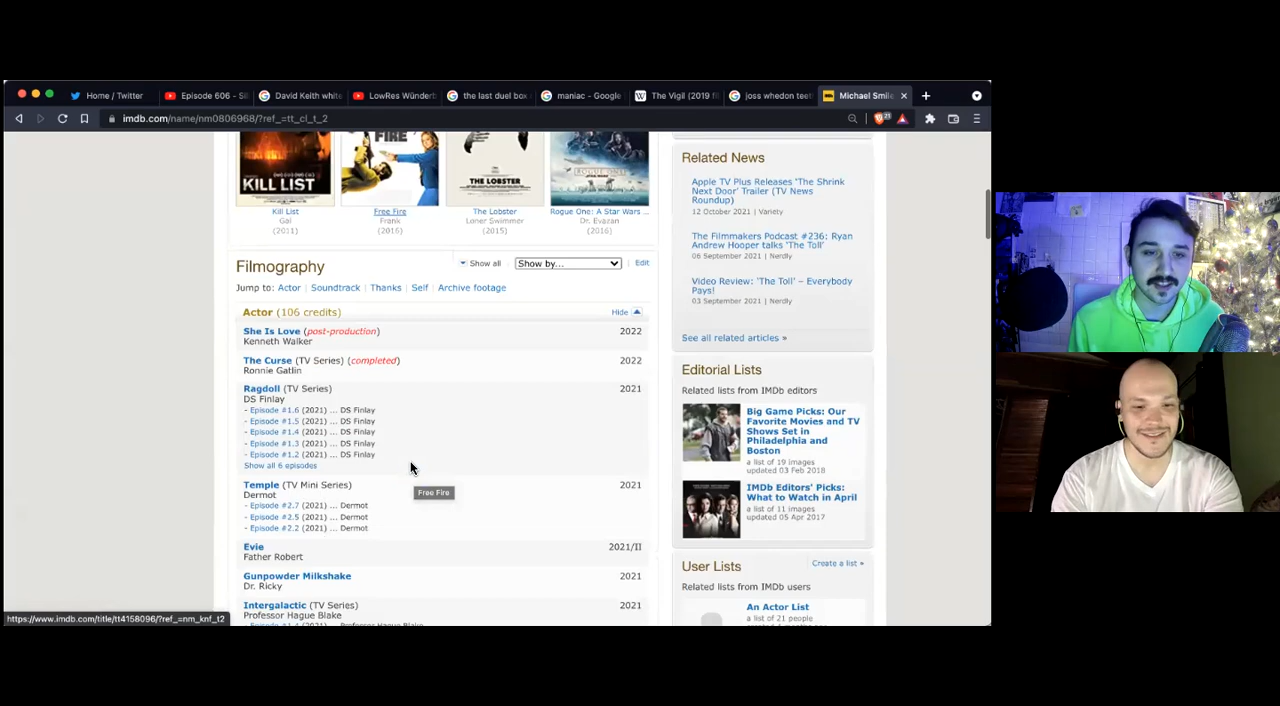 Home / Twitter
Episode 606 - Si
David Keith white
LowRes Wünderb
the last duel box
maniac - Google
The Vigil (2019 fi
joss whedon teet
Michael Smile
imdb.com/name/nm0806968/?ref_=tt_cl_t_2
KILL LIST
FIRE
THE LOBSTER
Kill List
Gal
(2011)
Free Fire
Frank
(2016)
The Lobster
Loner Swimmer
(2015)
Rogue One: A Star Wars ...
Dr. Evazan
(2016)
Filmography
Show all
Show by...
Edit
Jump to: Actor | Soundtrack | Thanks | Self | Archive footage
Actor (106 credits)
Hide
She Is Love (post-production) 2022
Kenneth Walker
The Curse (TV Series) (completed) 2022
Ronnie Gatlin
Ragdoll (TV Series) 2021
DS Finlay
- Episode #1.6 (2021) ... DS Finlay
- Episode #1.5 (2021) ... DS Finlay
- Episode #1.4 (2021) ... DS Finlay
- Episode #1.3 (2021) ... DS Finlay
- Episode #1.2 (2021) ... DS Finlay
Show all 6 episodes
Temple (TV Mini Series) 2021
Dermot
- Episode #2.7 (2021) ... Dermot
- Episode #2.5 (2021) ... Dermot
- Episode #2.2 (2021) ... Dermot
Free Fire
Evie 2021/II
Father Robert
Gunpowder Milkshake 2021
Dr. Ricky
Intergalactic (TV Series) 2021
Professor Hague Blake
https://www.imdb.com/title/tt4158096/?ref_=nm_knf_t2
Related News
Apple TV Plus Releases 'The Shrink
Next Door' Trailer (TV News
Roundup)
12 October 2021 | Variety
The Filmmakers Podcast #236: Ryan
Andrew Hooper talks 'The Toll'
06 September 2021 | Nerdly
Video Review: 'The Toll' – Everybody
Pays!
03 September 2021 | Nerdly
See all related articles »
Editorial Lists
Related lists from IMDb editors
Big Game Picks: Our
Favorite Movies and TV
Shows Set in
Philadelphia and
Boston
a list of 19 images
updated 03 Feb 2018
IMDb Editors' Picks:
What to Watch in April
a list of 11 images
updated 05 Apr 2017
User Lists
Create a list »
Related lists from IMDb users
An Actor List
a list of 21 people